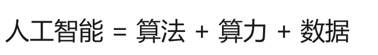 人工智能 = 算法 + 算力 + 数据